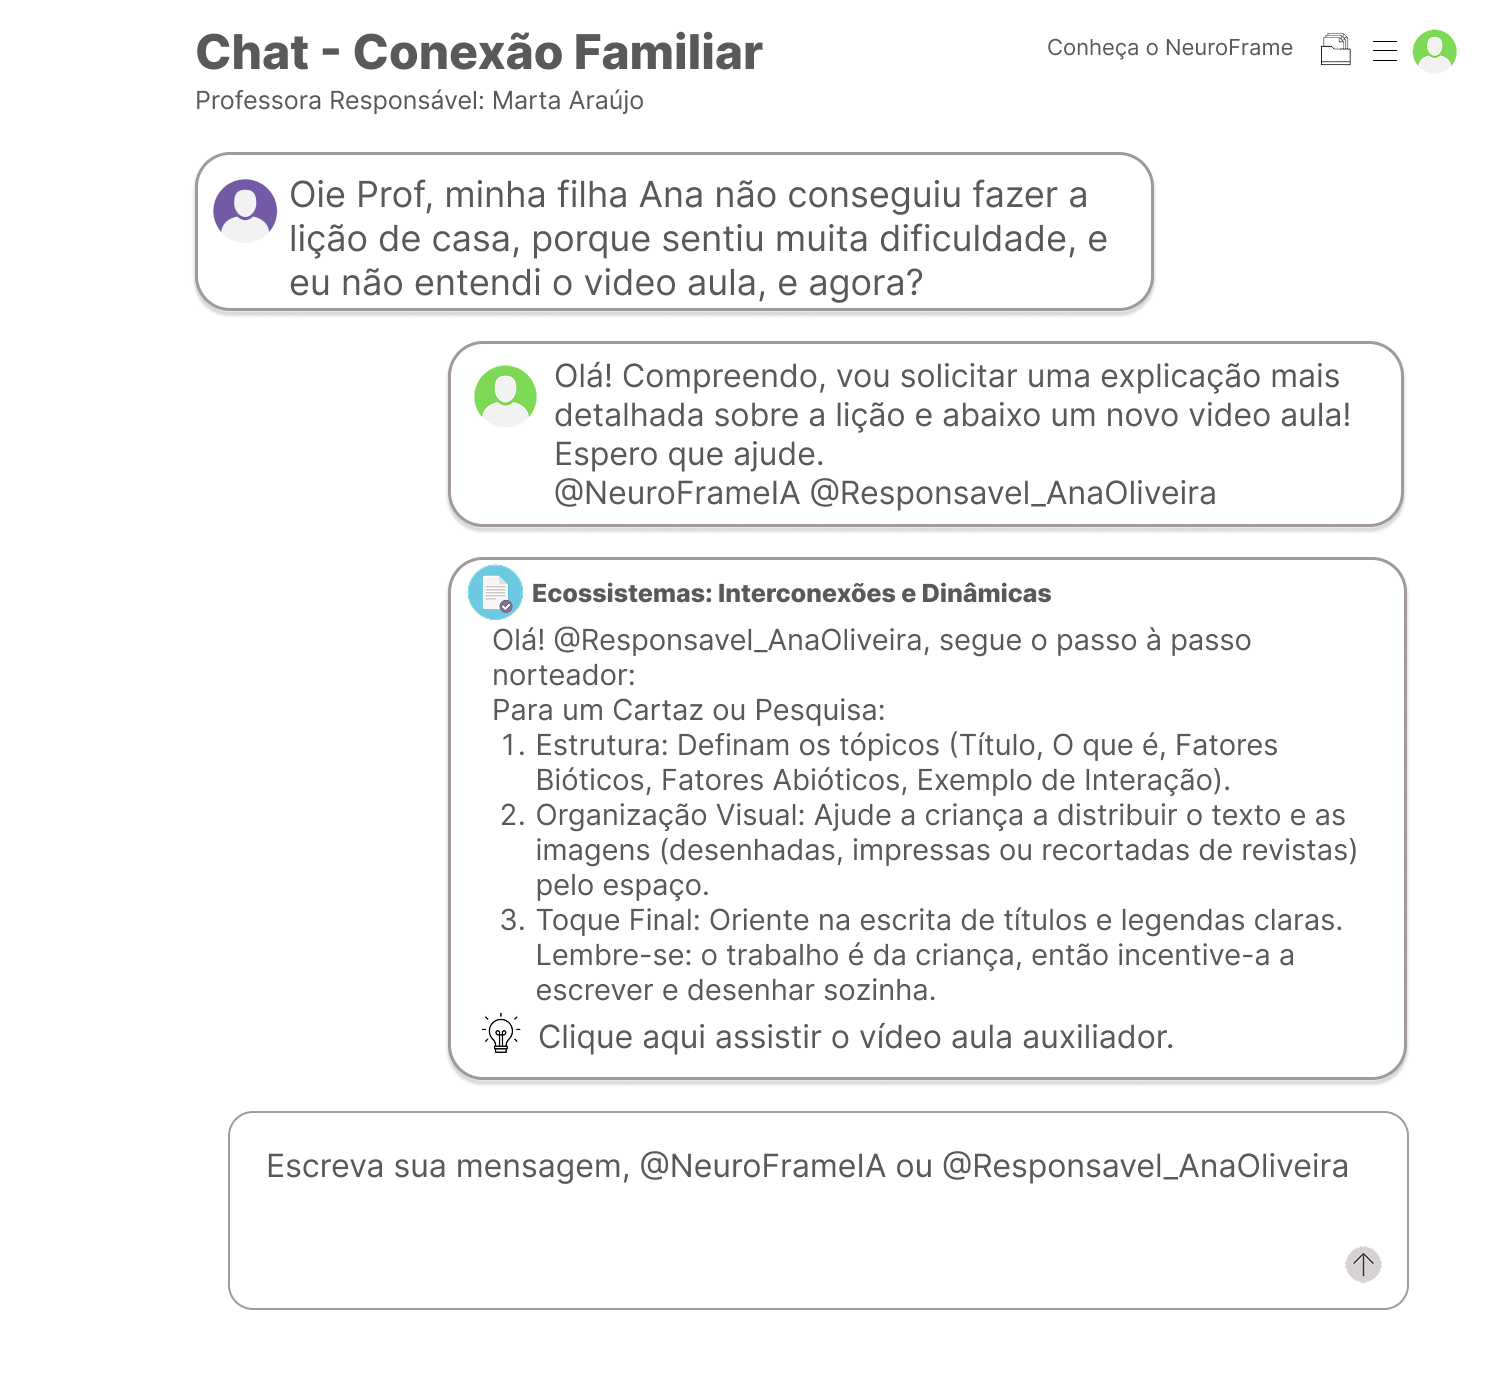 Chat - Conexão Familiar
Conheça o NeuroFrame
Professora Responsável: Marta Araújo
Oie Prof, minha filha Ana não conseguiu fazer a
lição de casa, porque sentiu muita dificuldade, e
eu não entendi o video aula, e agora?
Olá! Compreendo, vou solicitar uma explicação mais
detalhada sobre a lição e abaixo um novo video aula!
Espero que ajude.
@NeuroFrameIA @Responsavel_AnaOliveira
Ecossistemas: Interconexões e Dinâmicas
Olá! @Responsavel_AnaOliveira, segue o passo à passo
norteador:
Para um Cartaz ou Pesquisa:
1. Estrutura: Definam os tópicos (Título, O que é, Fatores
Bióticos, Fatores Abióticos, Exemplo de Interação).
2. Organização Visual: Ajude a criança a distribuir o texto e as
imagens (desenhadas, impressas ou recortadas de revistas)
pelo espaço.
3. Toque Final: Oriente na escrita de títulos e legendas claras.
Lembre-se: o trabalho é da criança, então incentive-a a
escrever e desenhar sozinha.
Clique aqui assistir o vídeo aula auxiliador.
Escreva sua mensagem, @NeuroFrameIA ou @Responsavel_AnaOliveira